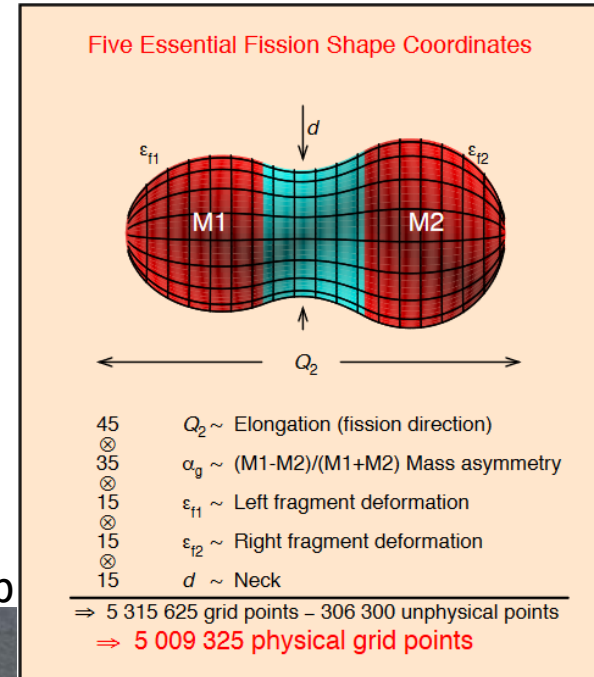 Five Essential Fission Shape Coordinates
d
εf1 εf2
M1 M2
Q2
45 Q2 ~ Elongation (fission direction)
⊗
35 αg ~ (M1-M2)/(M1+M2) Mass asymmetry
⊗
15 εf1 ~ Left fragment deformation
⊗
15 εf2 ~ Right fragment deformation
⊗
15 d ~ Neck
⇒ 5 315 625 grid points – 306 300 unphysical points
⇒ 5 009 325 physical grid points